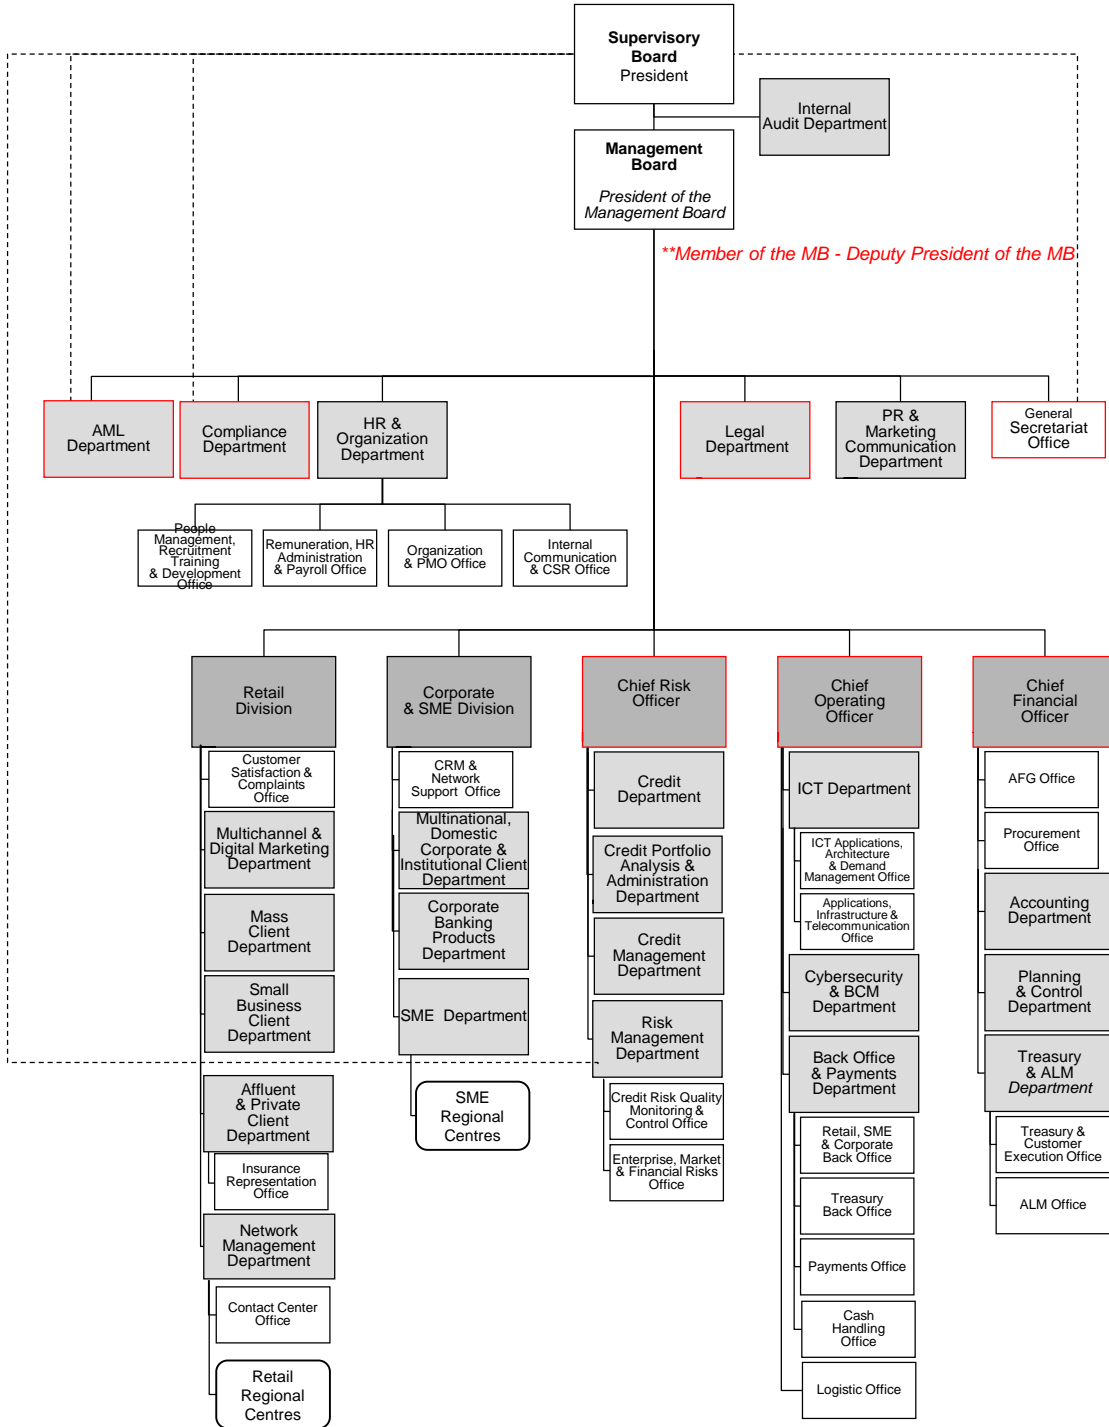 Supervisory
Board
President
Internal
Audit Department
Management
Board
President of the
Management Board
**Member of the MB - Deputy President of the MB
AML
Department
Compliance
Department
HR &
Organization
Department
Legal
Department
PR &
Marketing
Communication
Department
General
Secretariat
Office
People
Management,
Recruitment
Training
& Development
Office
Remuneration, HR
Administration
& Payroll Office
Organization
& PMO Office
Internal
Communication
& CSR Office
Retail
Division
Corporate
& SME Division
Chief Risk
Officer
Chief
Operating
Officer
Chief
Financial
Officer
Customer
Satisfaction &
Complaints
Office
Multichannel &
Digital Marketing
Department
Mass
Client
Department
Small
Business
Client
Department
Affluent
& Private
Client
Department
Insurance
Representation
Office
Network
Management
Department
Contact Center
Office
Retail
Regional
Centres
CRM &
Network
Support Office
Multinational,
Domestic
Corporate &
Institutional Client
Department
Corporate
Banking
Products
Department
SME Department
SME
Regional
Centres
Credit
Department
Credit Portfolio
Analysis &
Administration
Department
Credit
Management
Department
Risk
Management
Department
Credit Risk Quality
Monitoring &
Control Office
Enterprise, Market
& Financial Risks
Office
ICT Department
ICT Applications,
Architecture
& Demand
Management Office
Applications,
Infrastructure &
Telecommunication
Office
Cybersecurity
& BCM
Department
Back Office
& Payments
Department
Retail, SME
& Corporate
Back Office
Treasury
Back Office
Payments Office
Cash
Handling
Office
Logistic Office
AFG Office
Procurement
Office
Accounting
Department
Planning
& Control
Department
Treasury
& ALM
Department
Treasury &
Customer
Execution Office
ALM Office